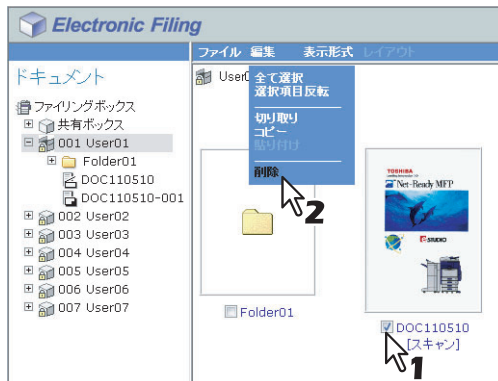 Electronic Filing
ファイル 編集 表示形式 レイアウト
ドキュメント
ファイリングボックス
共有ボックス
001 User01
Folder01
DOC110510
DOC110510-001
002 User02
003 User03
004 User04
005 User05
006 User06
007 User07
全て選択
選択項目反転
切り取り
コピー
貼り付け
削除
2
Folder01
TOSHIBA
Net-Ready MFP
e-STUDIO
DOC110510
[スキャン]
1